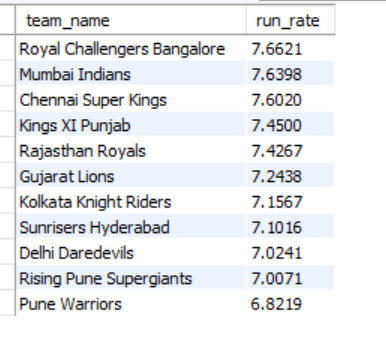 team_name run_rate
Royal Challengers Bangalore 7.6621
Mumbai Indians 7.6398
Chennai Super Kings 7.6020
Kings XI Punjab 7.4500
Rajasthan Royals 7.4267
Gujarat Lions 7.2438
Kolkata Knight Riders 7.1567
Sunrisers Hyderabad 7.1016
Delhi Daredevils 7.0241
Rising Pune Supergiants 7.0071
Pune Warriors 6.8219